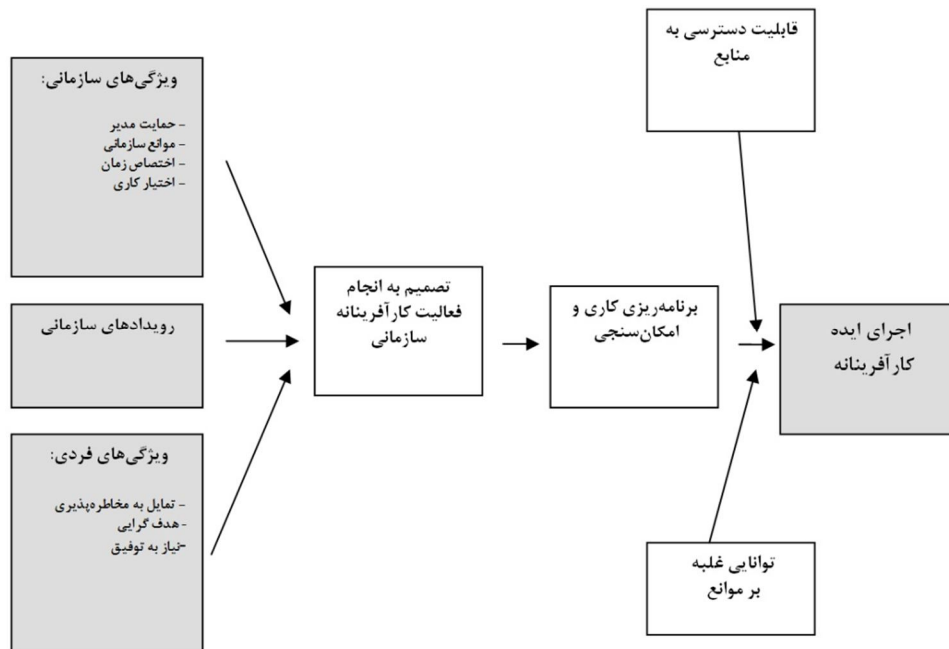 قابلیت دسترسی به
منابع
ویژگی‌های سازمانی:
- حمایت مدیر
- موانع سازمانی
- اختصاص زمان
- اختیار کاری
تصمیم به انجام
فعالیت کارآفرینانه
سازمانی
برنامه‌ریزی کاری و
امکان‌سنجی
رویدادهای سازمانی
اجرای ایده
کارآفرینانه
ویژگی‌های فردی:
- تمایل به مخاطره‌پذیری
- هدف گرایی
-نیاز به توفیق
توانایی غلبه
بر موانع